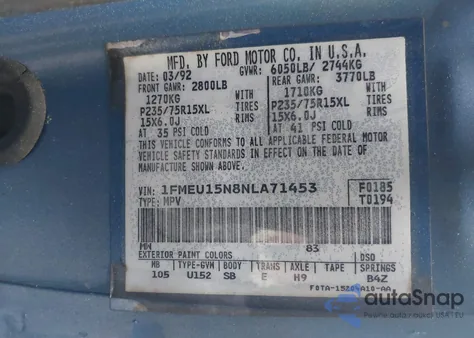 MFD. BY FORD MOTOR CO. IN U.S.A.
DATE: 03/92 GVWR: 6050LB/ 2744KG
FRONT GAWR: 2800LB REAR GAWR: 3770LB
1270KG WITH 1710KG WITH
P235/75R15XL TIRES P235/75R15XL TIRES
15X6.0J RIMS 15X6.0J RIMS
AT 35 PSI COLD AT 41 PSI COLD
THIS VEHICLE CONFORMS TO ALL APPLICABLE FEDERAL MOTOR
VEHICLE SAFETY STANDARDS IN EFFECT ON THE DATE OF
MANUFACTURE SHOWN ABOVE.
VIN: 1FMEU15N8NLA71453 F0185
TYPE: MPV T0194
MW 83
EXTERIOR PAINT COLORS DSO
WB TYPE-GVW BODY TRANS AXLE TAPE SPRINGS
105 U152 SB E H9 B4Z
autoSnap